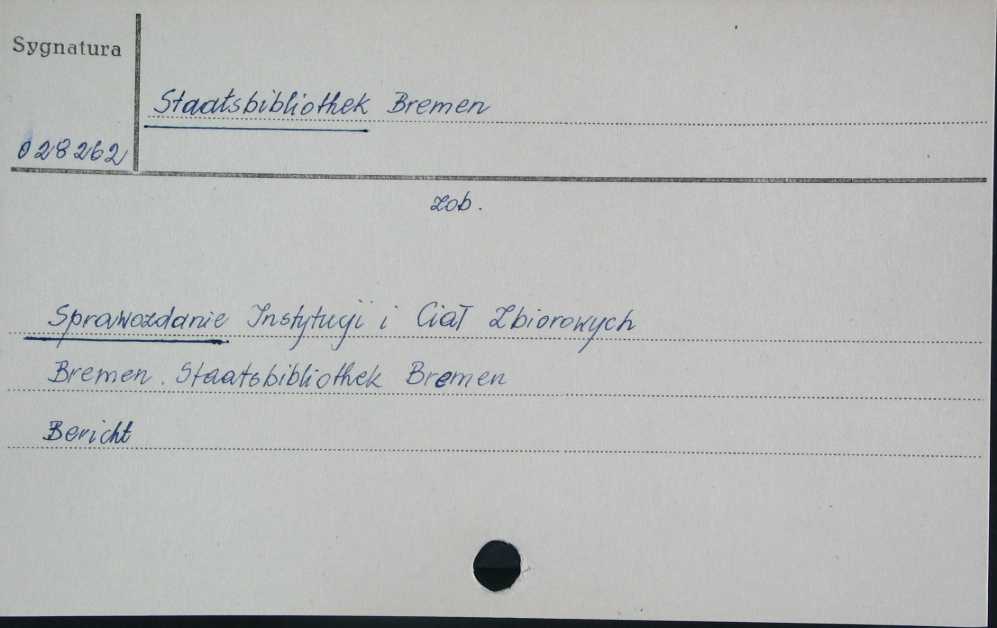 Sygnatura
Staatsbibliothek Bremen
028262
zob.
Sprawozdanie Instytucji i Ciał Zbiorowych
Bremen. Staatsbibliothek Bremen
Bericht